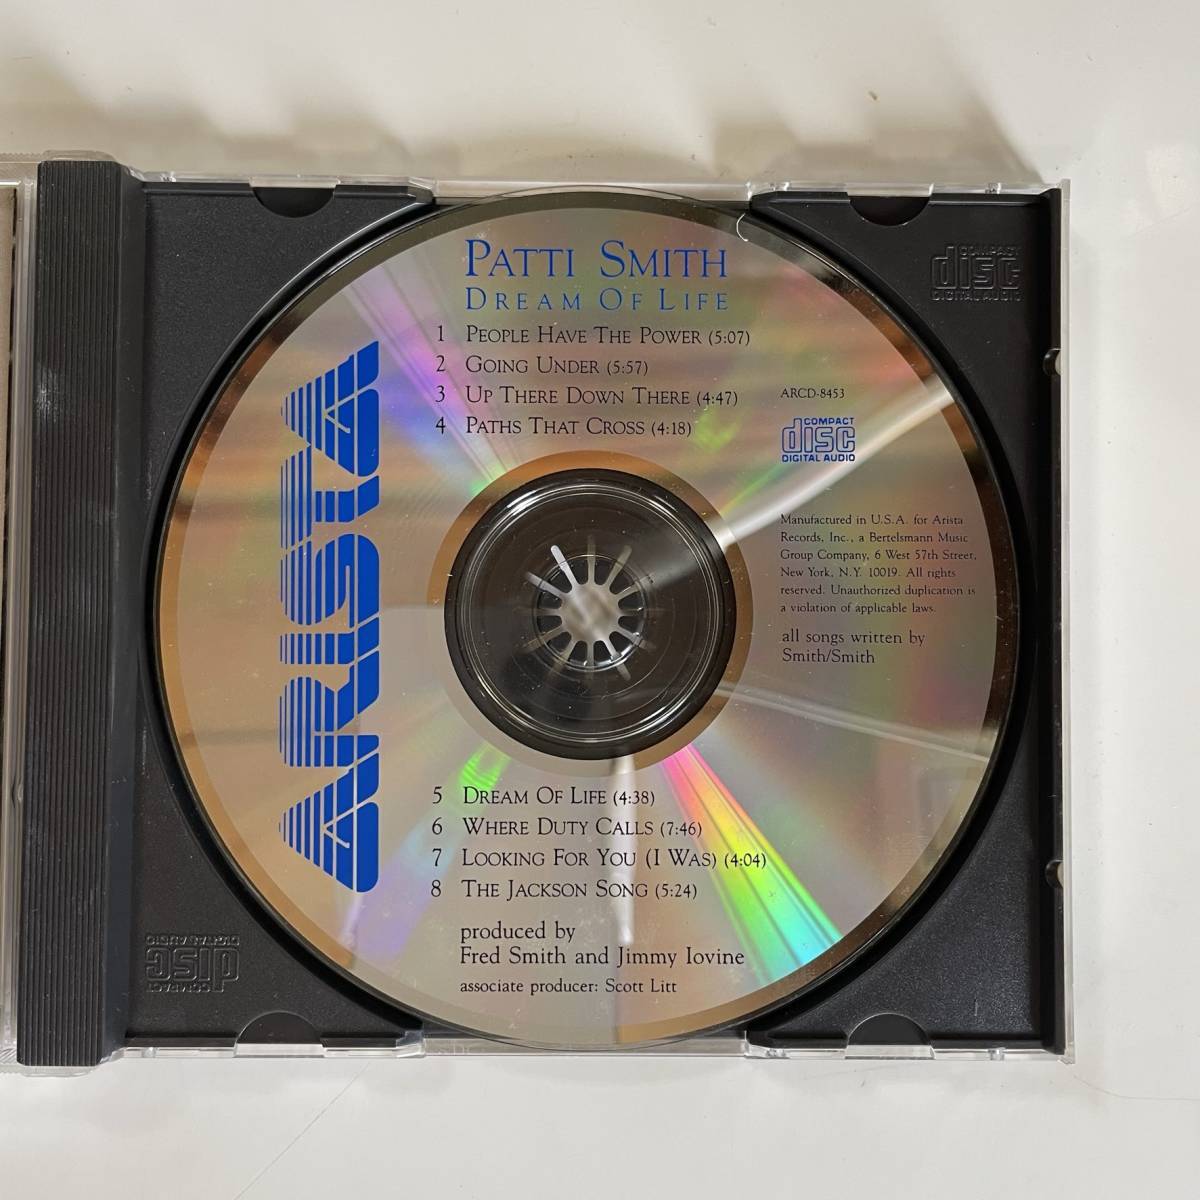 PATTI SMITH
DREAM OF LIFE
1 PEOPLE HAVE THE POWER (5:07)
2 GOING UNDER (5:57)
3 UP THERE DOWN THERE (4:47)
4 PATHS THAT CROSS (4:18)
ARISTA
ARCD-8453
COMPACT
disc
DIGITAL AUDIO
Manufactured in U.S.A. for Arista
Records, Inc., a Bertelsmann Music
Group Company, 6 West 57th Street,
New York, N.Y. 10019. All rights
reserved. Unauthorized duplication is
a violation of applicable laws.
all songs written by
Smith/Smith
5 DREAM OF LIFE (4:38)
6 WHERE DUTY CALLS (7:46)
7 LOOKING FOR YOU (I WAS) (4:04)
8 THE JACKSON SONG (5:24)
produced by
Fred Smith and Jimmy Iovine
associate producer: Scott Litt
COMPACT
disc
DIGITAL AUDIO
COMPACT
disc
DIGITAL AUDIO